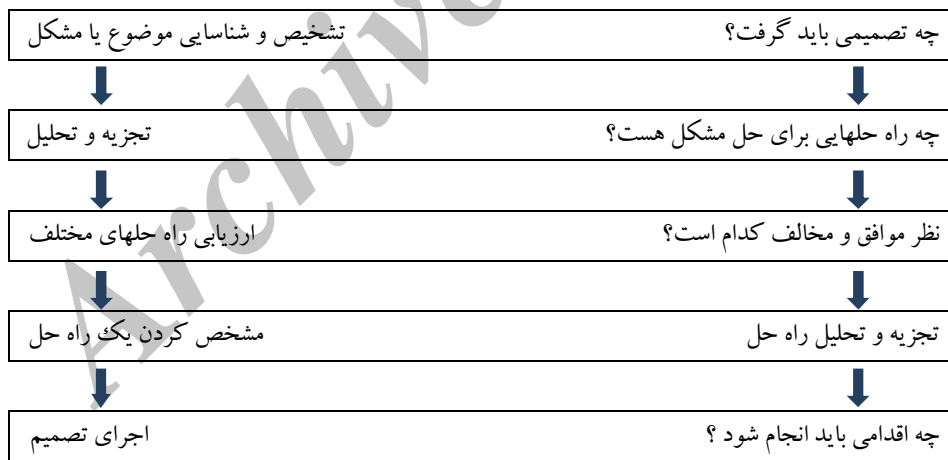 چه تصمیمی باید گرفت؟ تشخیص و شناسایی موضوع یا مشکل
چه راه حلهایی برای حل مشکل هست؟ تجزیه و تحلیل
نظر موافق و مخالف کدام است؟ ارزیابی راه حلهای مختلف
تجزیه و تحلیل راه حل مشخص کردن یک راه حل
چه اقدامی باید انجام شود ؟ اجرای تصمیم
Archive